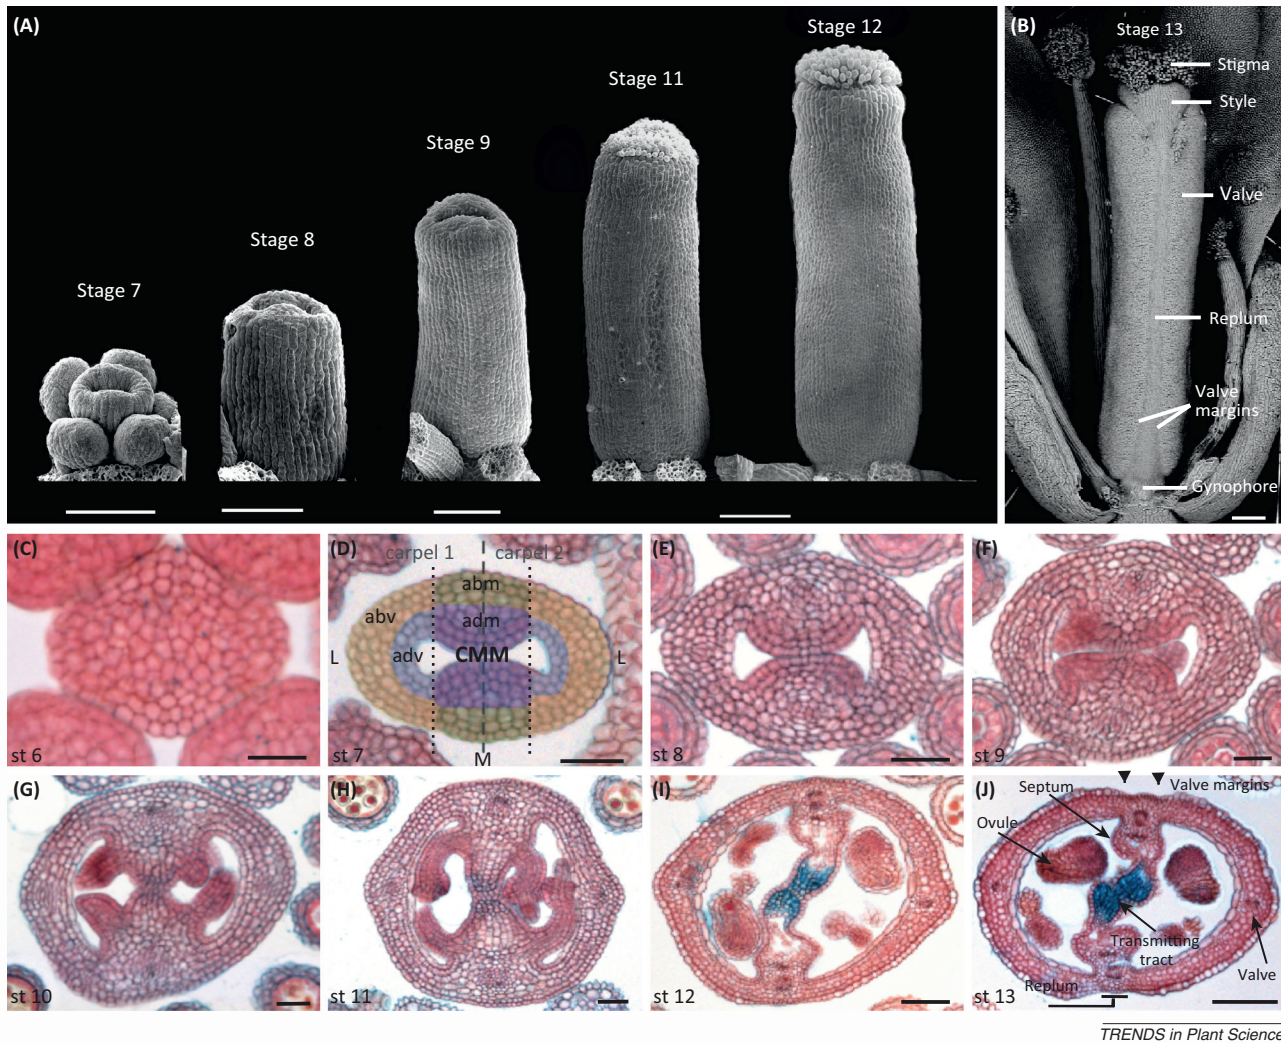 (A)
Stage 7
Stage 8
Stage 9
Stage 11
Stage 12
(B)
Stage 13
Stigma
Style
Valve
Replum
Valve
margins
Gynophore
(C)
st 6
(D)
carpel 1
carpel 2
abm
abv
adm
adv
CMM
L
L
M
st 7
(E)
st 8
(F)
st 9
(G)
st 10
(H)
st 11
(I)
st 12
(J)
Septum
Valve margins
Ovule
Transmitting
tract
Valve
Replum
st 13
TRENDS in Plant Science